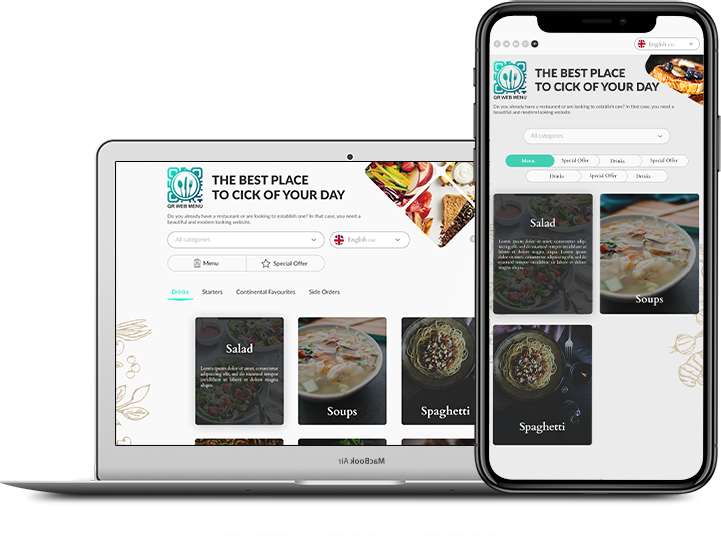 QR WEB MENU
THE BEST PLACE
TO CICK OF YOUR DAY
Do you already have a restaurant or are looking to establish one? In that case, you need a
beautiful and modern looking website.
All categories
English
Menu
Special Offer
Drinks
Starters
Continental Favourites
Side Orders
Salad
Lorem ipsum dolor sit amet, consectetur
adipiscing elit, sed do eiusmod tempor
incididunt ut labore et dolore magna
aliqua.
Soups
Spaghetti
MacBook Air
English
QR WEB MENU
THE BEST PLACE
TO CICK OF YOUR DAY
Do you already have a restaurant or are looking to establish one? In that case, you need a
beautiful and modern looking website.
All categories
Menu
Special Offer
Drinks
Special Offer
Drinks
Special Offer
Drinks
Salad
Lorem ipsum dolor sit amet, consectetur
adipiscing elit, sed do eiusmod tempor
incididunt ut labore et dolore magna
aliqua.
Soups
Spaghetti